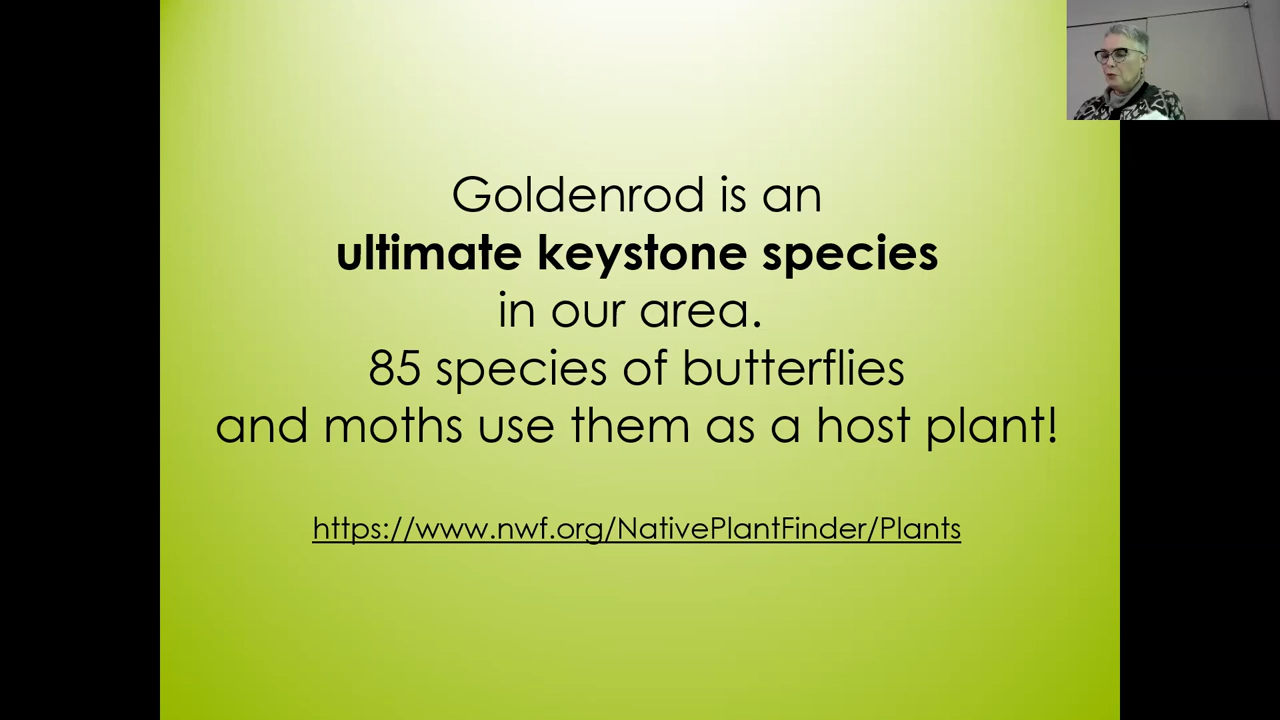 Goldenrod is an
ultimate keystone species
in our area.
85 species of butterflies
and moths use them as a host plant!
https://www.nwf.org/NativePlantFinder/Plants